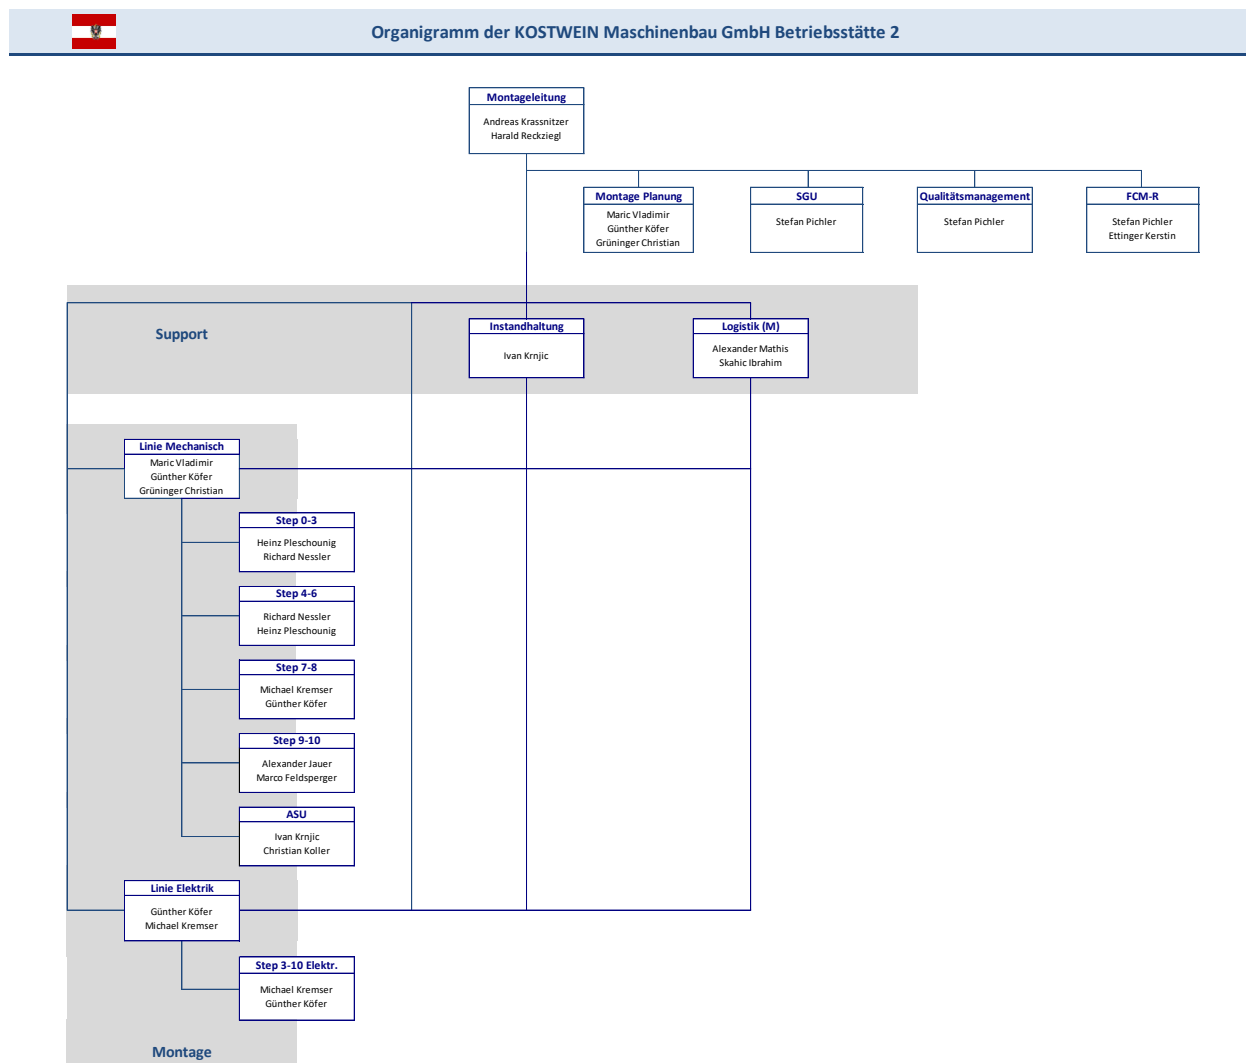 Organigramm der KOSTWEIN Maschinenbau GmbH Betriebsstätte 2
Montageleitung
Andreas Krassnitzer
Harald Reckziegl
Montage Planung
Maric Vladimir
Günther Köfer
Grüninger Christian
SGU
Stefan Pichler
Qualitätsmanagement
Stefan Pichler
FCM-R
Stefan Pichler
Ettinger Kerstin
Support
Instandhaltung
Ivan Krnjic
Logistik (M)
Alexander Mathis
Skahic Ibrahim
Linie Mechanisch
Maric Vladimir
Günther Köfer
Grüninger Christian
Step 0-3
Heinz Pleschounig
Richard Nessler
Step 4-6
Richard Nessler
Heinz Pleschounig
Step 7-8
Michael Kremser
Günther Köfer
Step 9-10
Alexander Jauer
Marco Feldsperger
ASU
Ivan Krnjic
Christian Koller
Linie Elektrik
Günther Köfer
Michael Kremser
Step 3-10 Elektr.
Michael Kremser
Günther Köfer
Montage